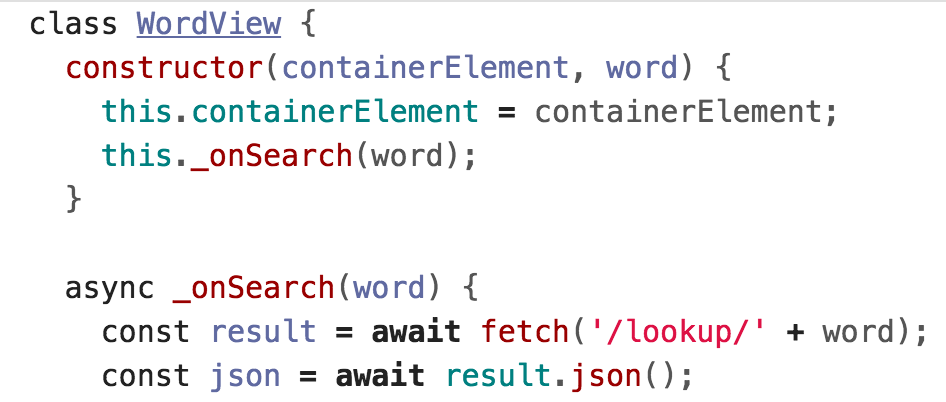 class WordView {
constructor(containerElement, word) {
this.containerElement = containerElement;
this._onSearch(word);
}
async _onSearch(word) {
const result = await fetch('/lookup/' + word);
const json = await result.json();